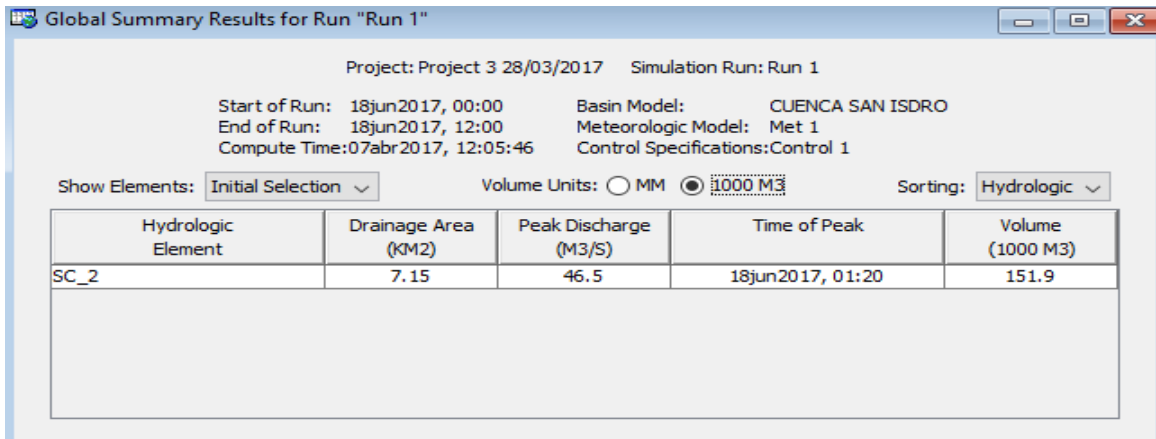 Global Summary Results for Run "Run 1"
Project: Project 3 28/03/2017 Simulation Run: Run 1
Start of Run: 18jun2017, 00:00 Basin Model: CUENCA SAN ISDRO
End of Run: 18jun2017, 12:00 Meteorologic Model: Met 1
Compute Time:07abr2017, 12:05:46 Control Specifications:Control 1
Show Elements: Initial Selection Volume Units: MM 1000 M3 Sorting: Hydrologic
Hydrologic Drainage Area Peak Discharge Time of Peak Volume
Element (KM2) (M3/S) (1000 M3)
SC_2 7.15 46.5 18jun2017, 01:20 151.9